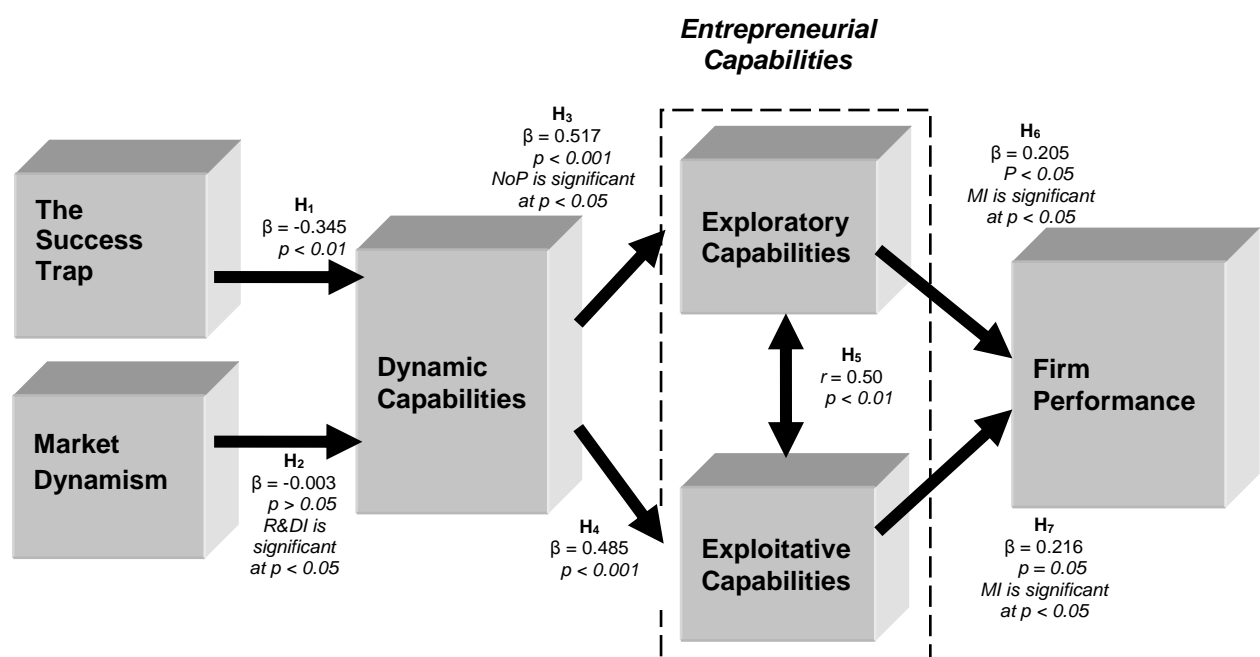 Entrepreneurial
Capabilities
The
Success
Trap
H₁
β = -0.345
p < 0.01
Market
Dynamism
H₂
β = -0.003
p > 0.05
R&DI is
significant
at p < 0.05
Dynamic
Capabilities
H₃
β = 0.517
p < 0.001
NoP is significant
at p < 0.05
H₄
β = 0.485
p < 0.001
Exploratory
Capabilities
H₅
r = 0.50
p < 0.01
Exploitative
Capabilities
H₆
β = 0.205
P < 0.05
MI is significant
at p < 0.05
Firm
Performance
H₇
β = 0.216
p = 0.05
MI is significant
at p < 0.05